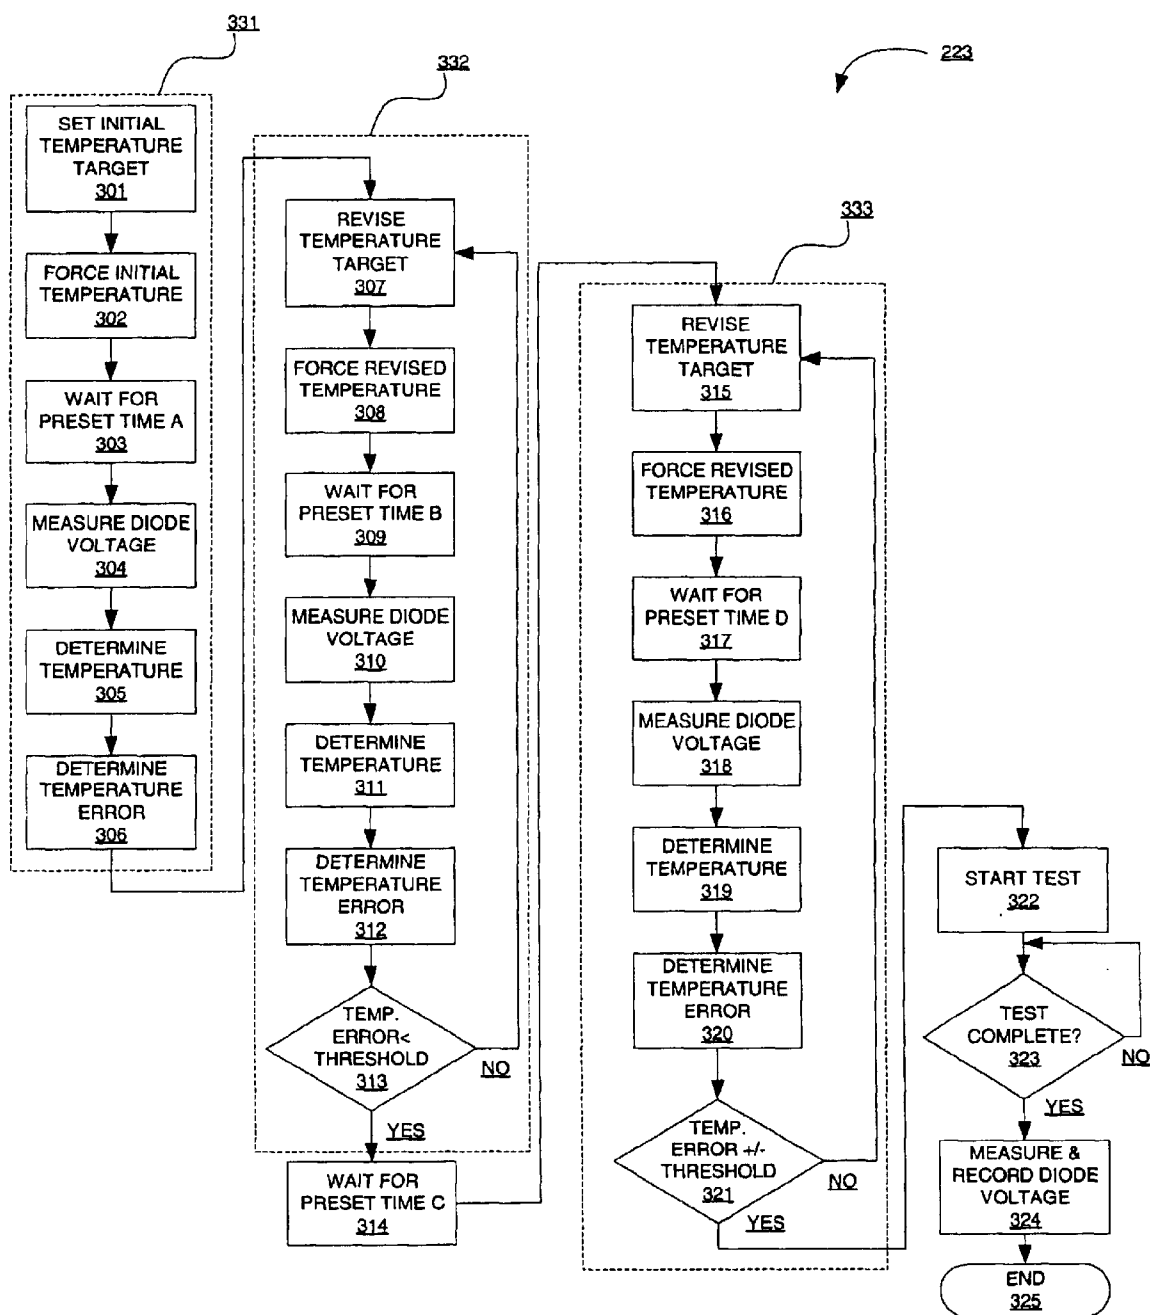 331
332
223
333
SET INITIAL
TEMPERATURE
TARGET
301
FORCE INITIAL
TEMPERATURE
302
WAIT FOR
PRESET TIME A
303
MEASURE DIODE
VOLTAGE
304
DETERMINE
TEMPERATURE
305
DETERMINE
TEMPERATURE
ERROR
306
REVISE
TEMPERATURE
TARGET
307
FORCE REVISED
TEMPERATURE
308
WAIT FOR
PRESET TIME B
309
MEASURE DIODE
VOLTAGE
310
DETERMINE
TEMPERATURE
311
DETERMINE
TEMPERATURE
ERROR
312
TEMP.
ERROR<
THRESHOLD
313
NO
YES
WAIT FOR
PRESET TIME C
314
REVISE
TEMPERATURE
TARGET
315
FORCE REVISED
TEMPERATURE
316
WAIT FOR
PRESET TIME D
317
MEASURE DIODE
VOLTAGE
318
DETERMINE
TEMPERATURE
319
DETERMINE
TEMPERATURE
ERROR
320
TEMP.
ERROR +/-
THRESHOLD
321
NO
YES
START TEST
322
TEST
COMPLETE?
323
NO
YES
MEASURE &
RECORD DIODE
VOLTAGE
324
END
325